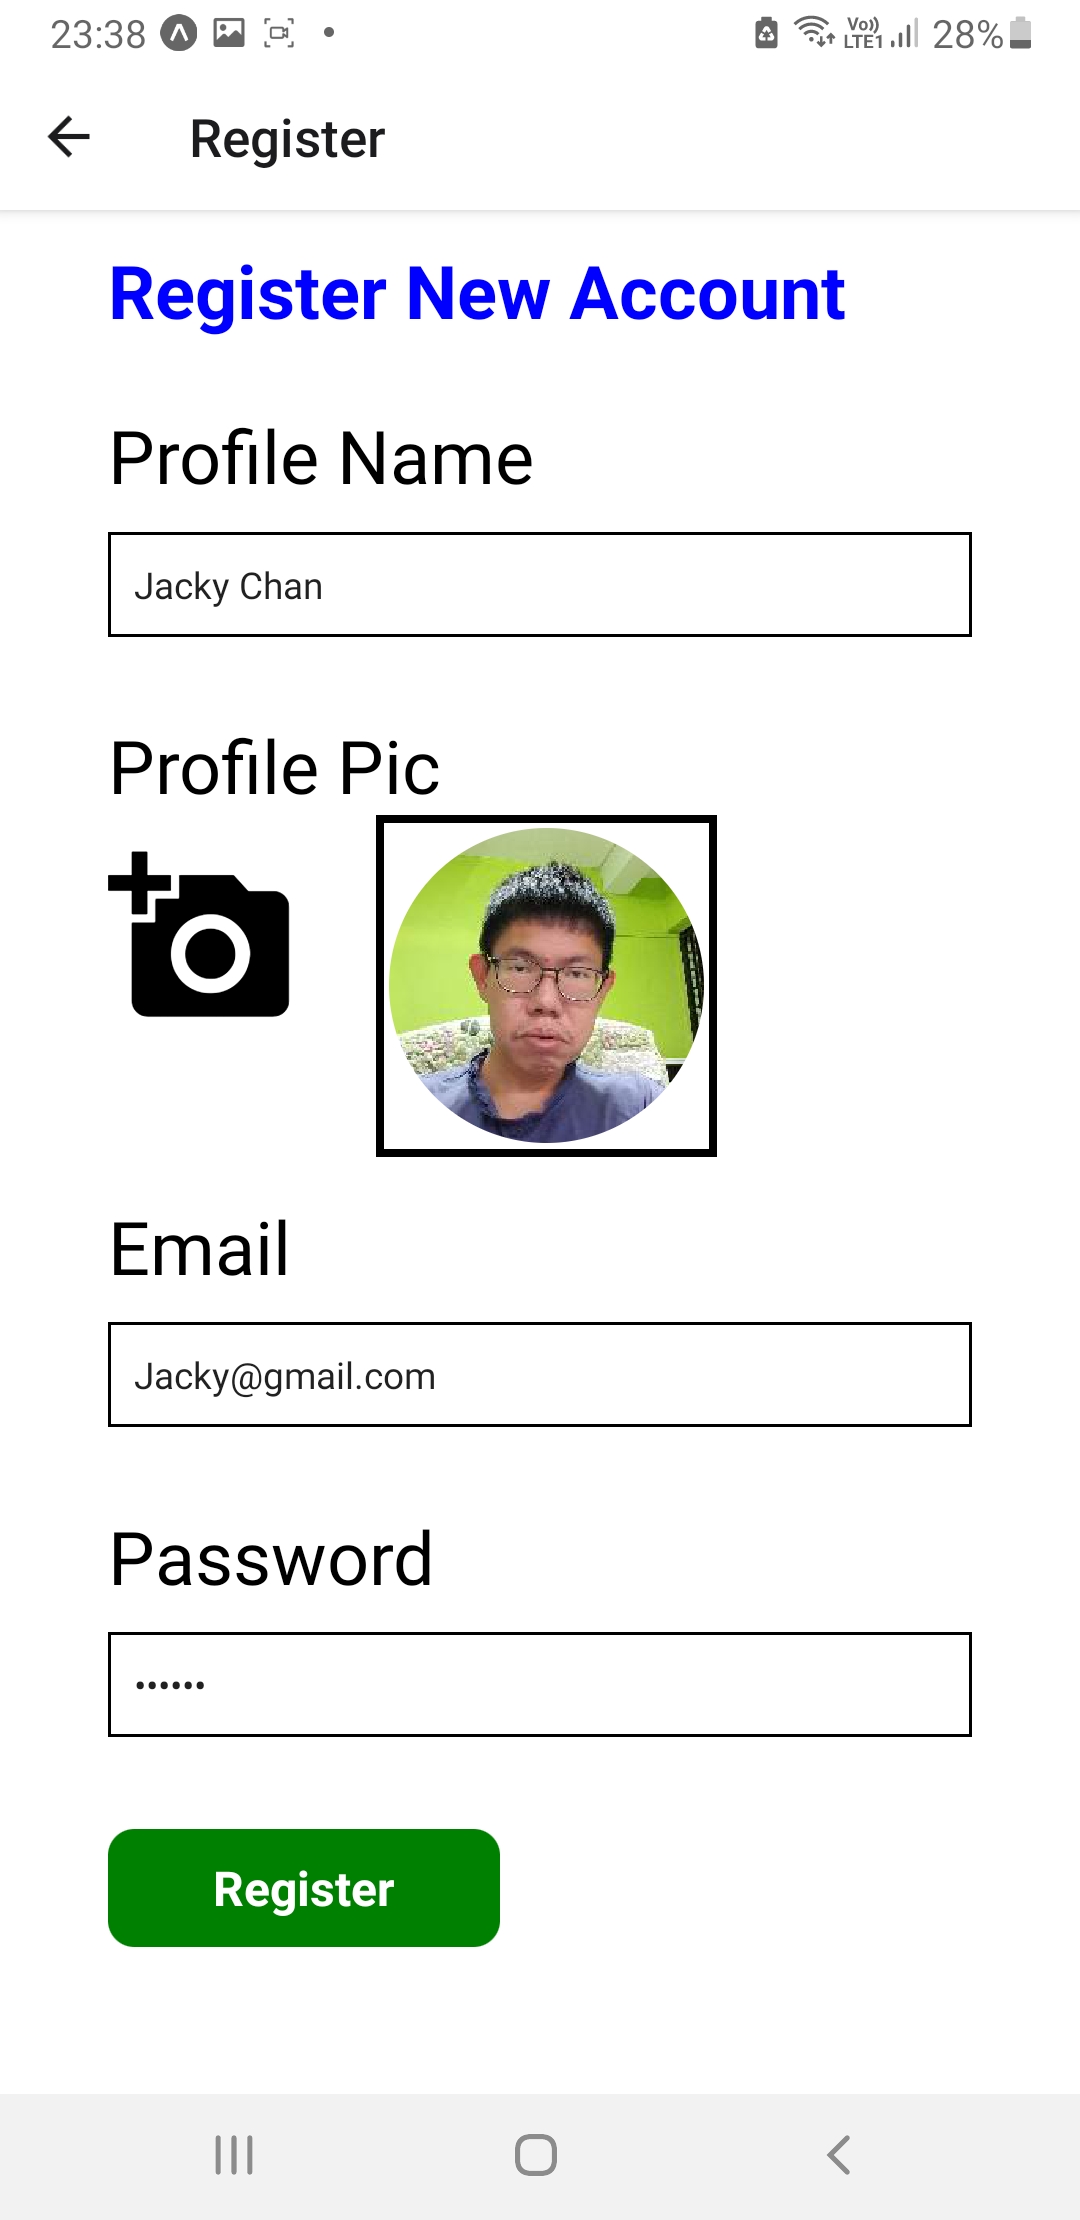 23:38 Vo)) LTE1 28%
Register
Register New Account
Profile Name
Jacky Chan
Profile Pic
Email
Jacky@gmail.com
Password
••••••
Register